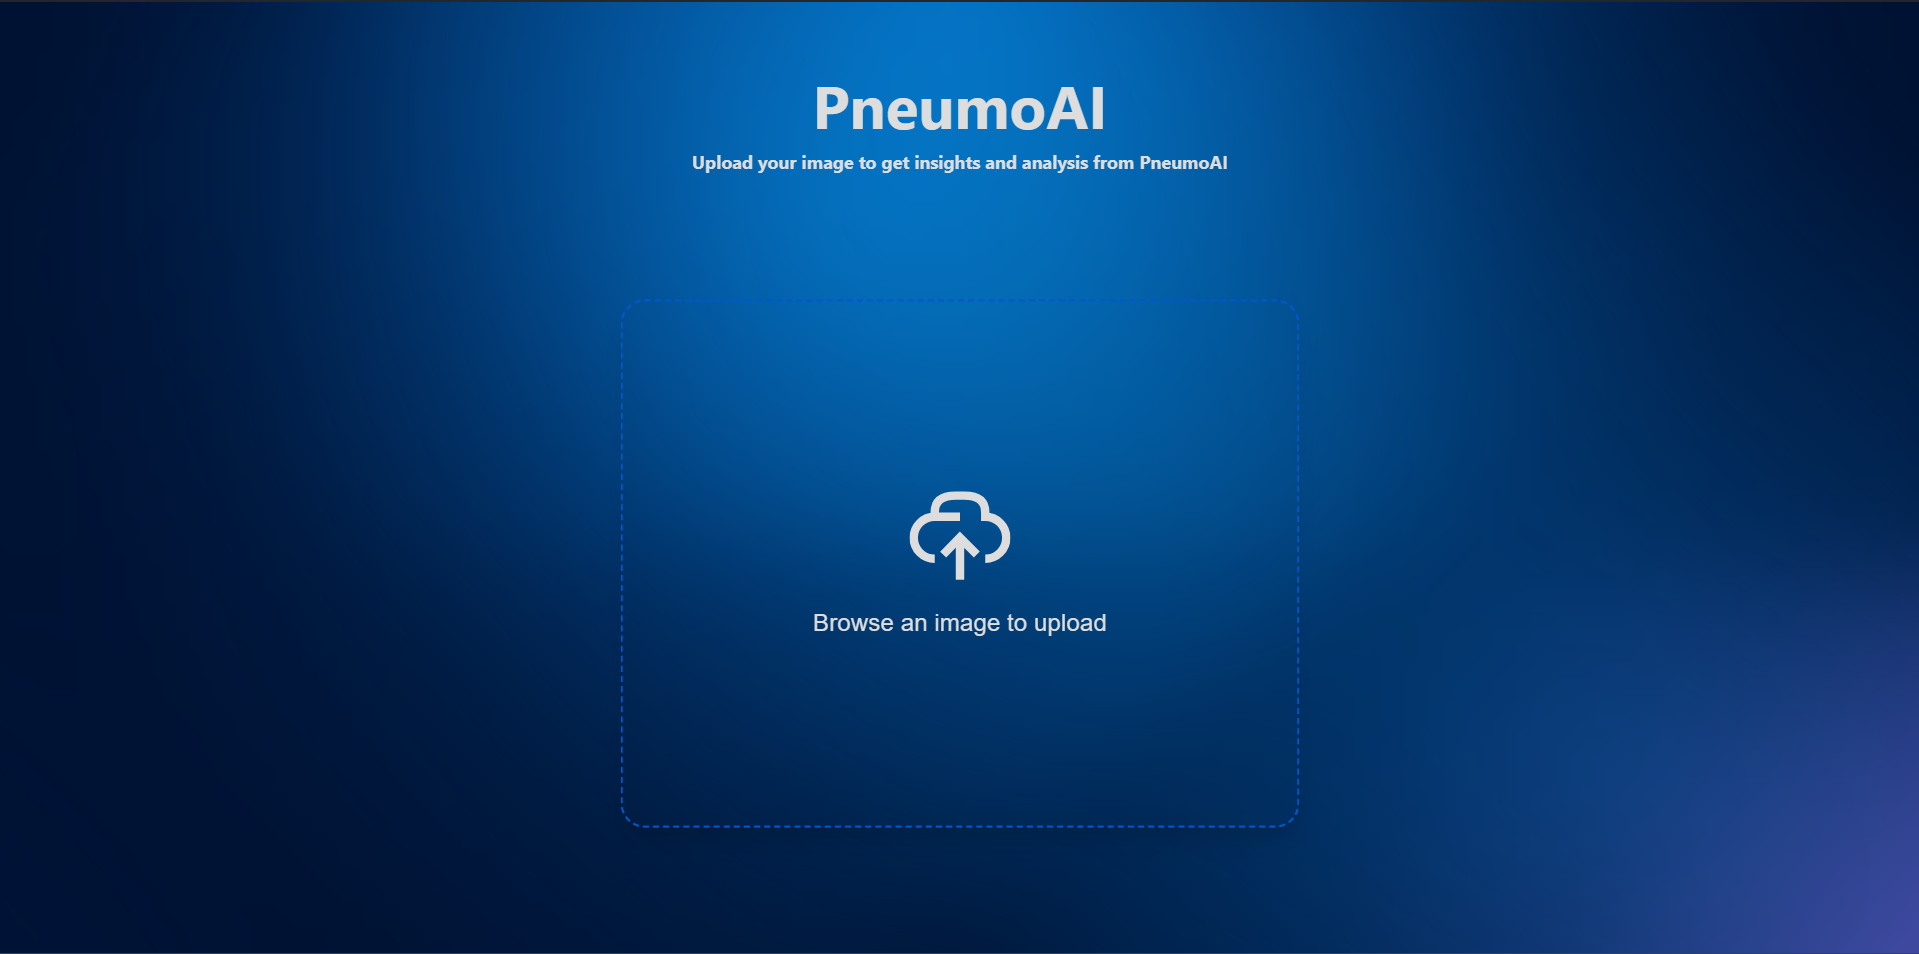 PneumoAI
Upload your image to get insights and analysis from PneumoAI
Browse an image to upload